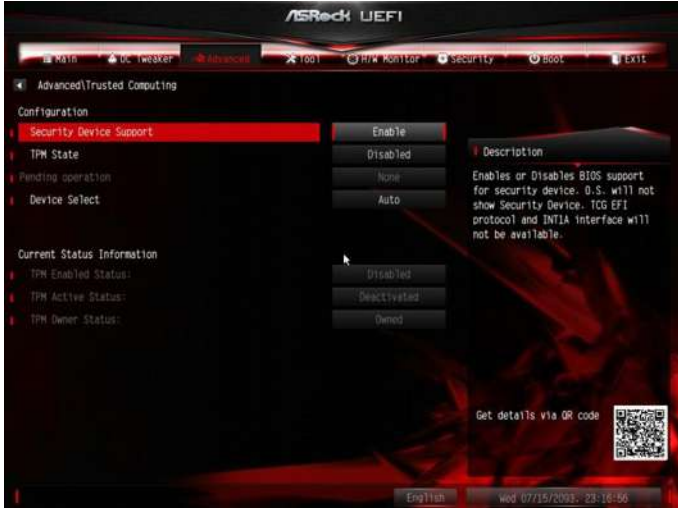 ASRock UEFI
Main OC Tweaker Advanced Tool H/W Monitor Security Boot Exit
Advanced\Trusted Computing
Configuration
Security Device Support Enable
TPM State Disabled
Pending operation None
Device Select Auto
Current Status Information
TPM Enabled Status: Disabled
TPM Active Status: Deactivated
TPM Owner Status: Owned
Description
Enables or Disables BIOS support
for security device. O.S. will not
show Security Device. TCG EFI
protocol and INT1A interface will
not be available.
Get details via QR code
English Wed 07/15/2093, 23:16:56